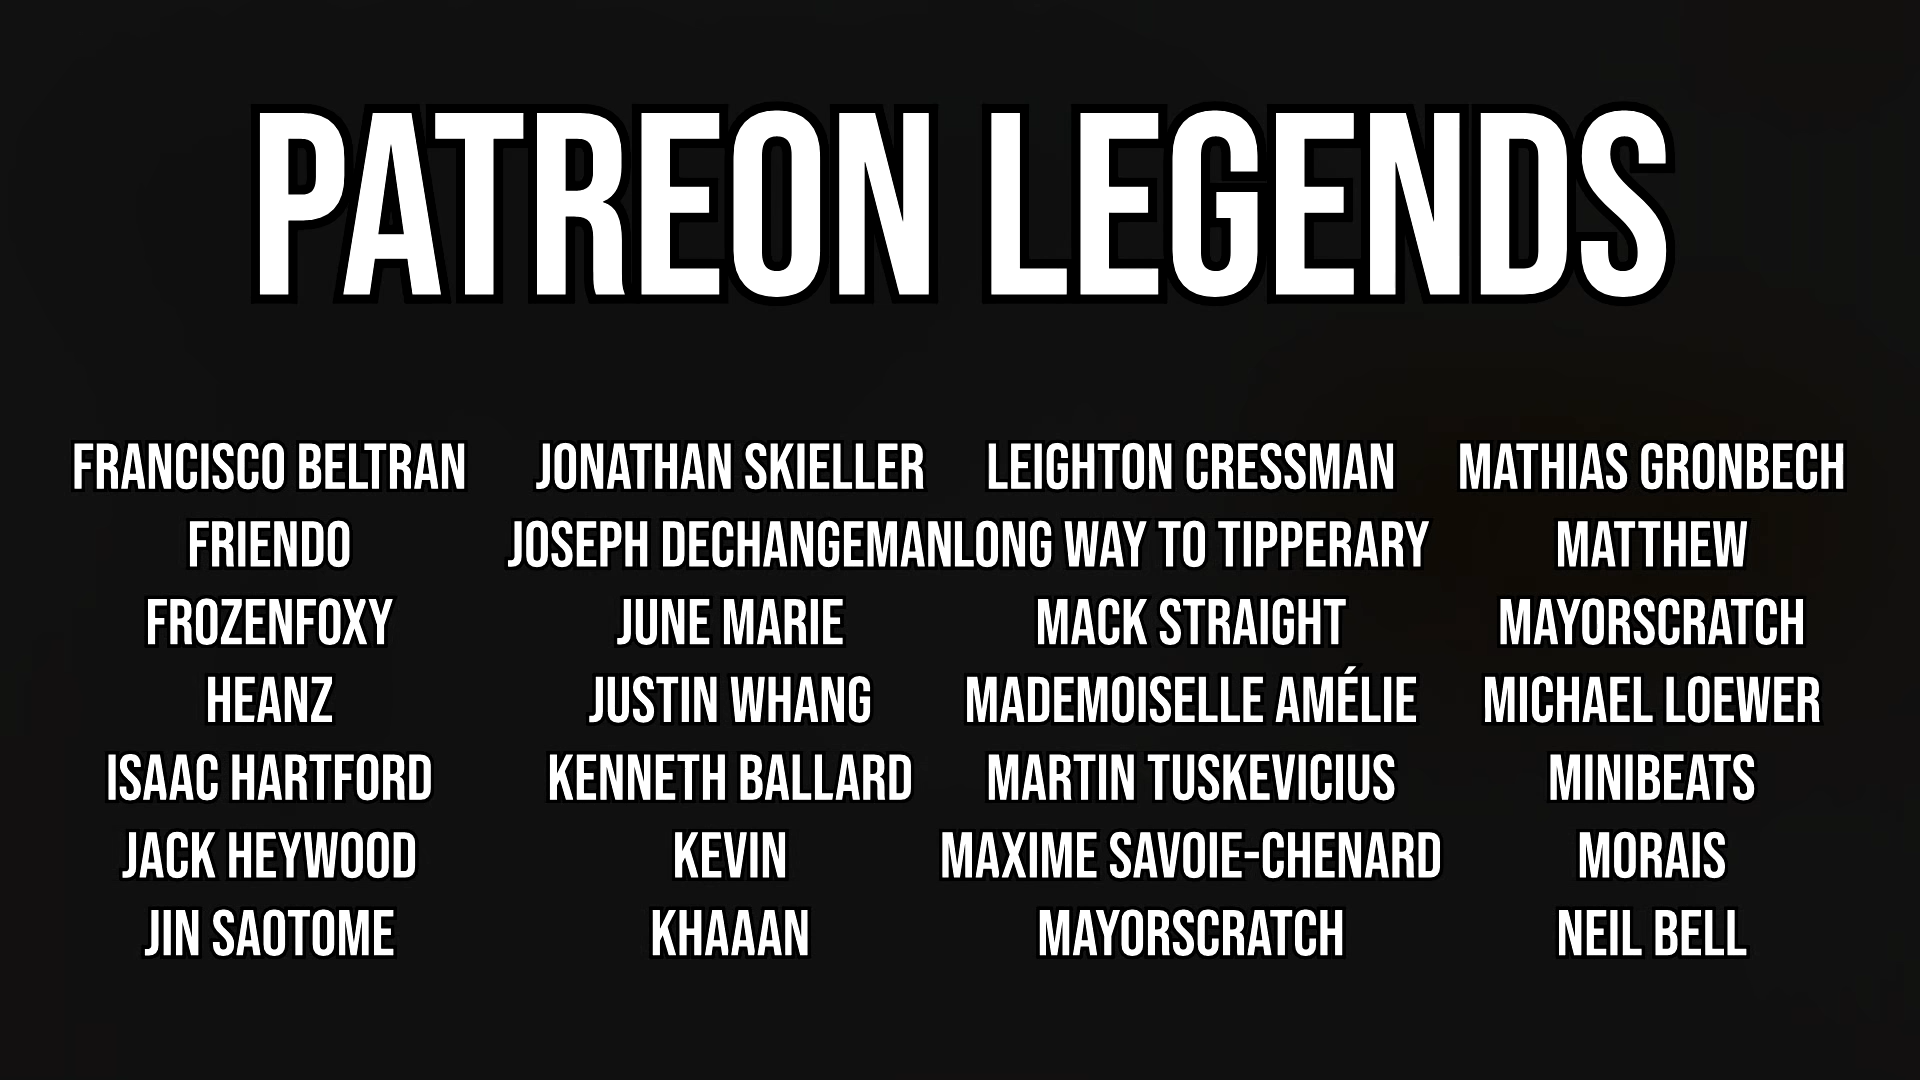 PATREON LEGENDS
FRANCISCO BELTRAN
FRIENDO
FROZENFOXY
HEANZ
ISAAC HARTFORD
JACK HEYWOOD
JIN SAOTOME
JONATHAN SKIELLER
JOSEPH DECHANGEMAN
JUNE MARIE
JUSTIN WHANG
KENNETH BALLARD
KEVIN
KHAAAN
LEIGHTON CRESSMAN
LONG WAY TO TIPPERARY
MACK STRAIGHT
MADEMOISELLE AMÉLIE
MARTIN TUSKEVICIUS
MAXIME SAVOIE-CHENARD
MAYORSCRATCH
MATHIAS GRONBECH
MATTHEW
MAYORSCRATCH
MICHAEL LOEWER
MINIBEATS
MORAIS
NEIL BELL